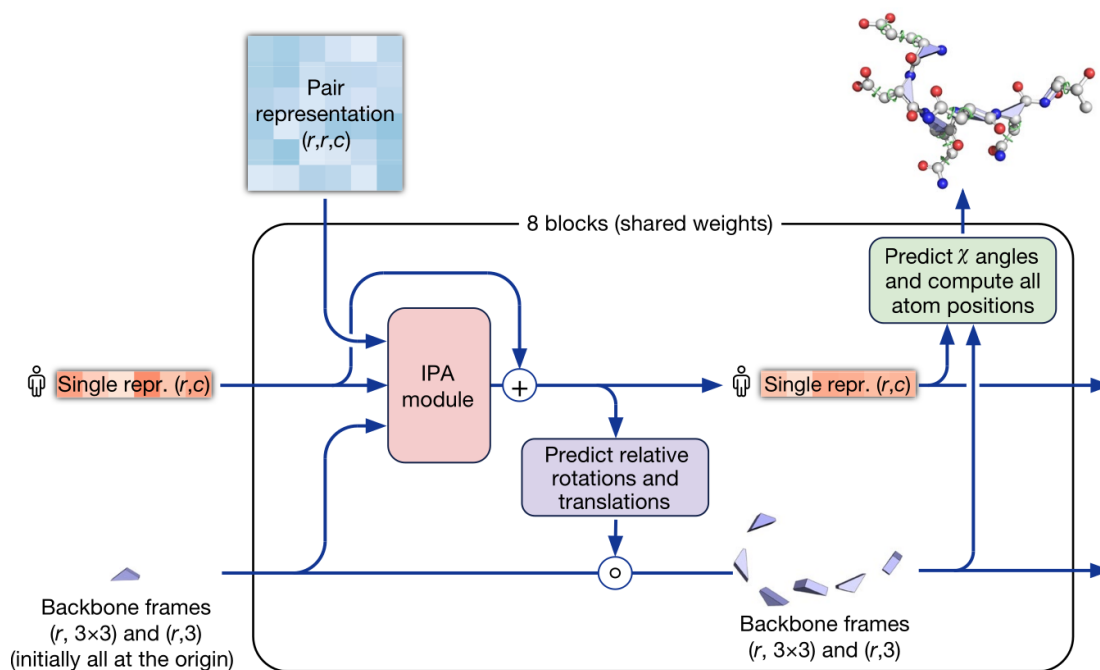 Pair
representation
(r,r,c)
8 blocks (shared weights)
Predict χ angles
and compute all
atom positions
Single repr. (r,c)
IPA
module
+
Single repr. (r,c)
Predict relative
rotations and
translations
Backbone frames
(r, 3×3) and (r,3)
(initially all at the origin)
Backbone frames
(r, 3×3) and (r,3)